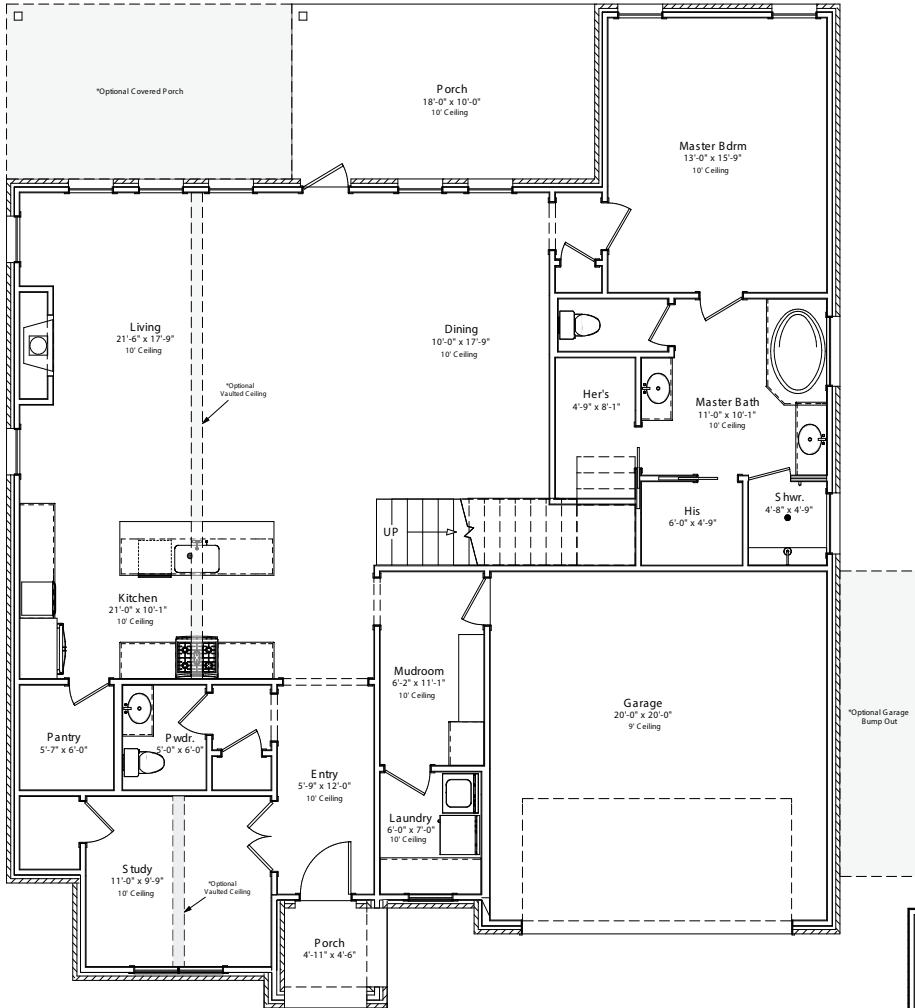 *Optional Covered Porch
Porch
18'-0" x 10'-0"
10' Ceiling
Master Bdrm
13'-0" x 15'-9"
10' Ceiling
Living
21'-6" x 17'-9"
10' Ceiling
*Optional
Vaulted Ceiling
Dining
10'-0" x 17'-9"
10' Ceiling
Her's
4'-9" x 8'-1"
Master Bath
11'-0" x 10'-1"
10' Ceiling
His
6'-0" x 4'-9"
Shwr.
4'-8" x 4'-9"
UP
Kitchen
21'-0" x 10'-1"
10' Ceiling
Mudroom
6'-2" x 11'-1"
10' Ceiling
Garage
20'-0" x 20'-0"
9' Ceiling
*Optional Garage
Bump Out
Pantry
5'-7" x 6'-0"
Pwdr.
5'-0" x 6'-0"
Entry
5'-9" x 12'-0"
10' Ceiling
Laundry
6'-0" x 7'-0"
10' Ceiling
Study
11'-0" x 9'-9"
10' Ceiling
*Optional
Vaulted Ceiling
Porch
4'-11" x 4'-6"